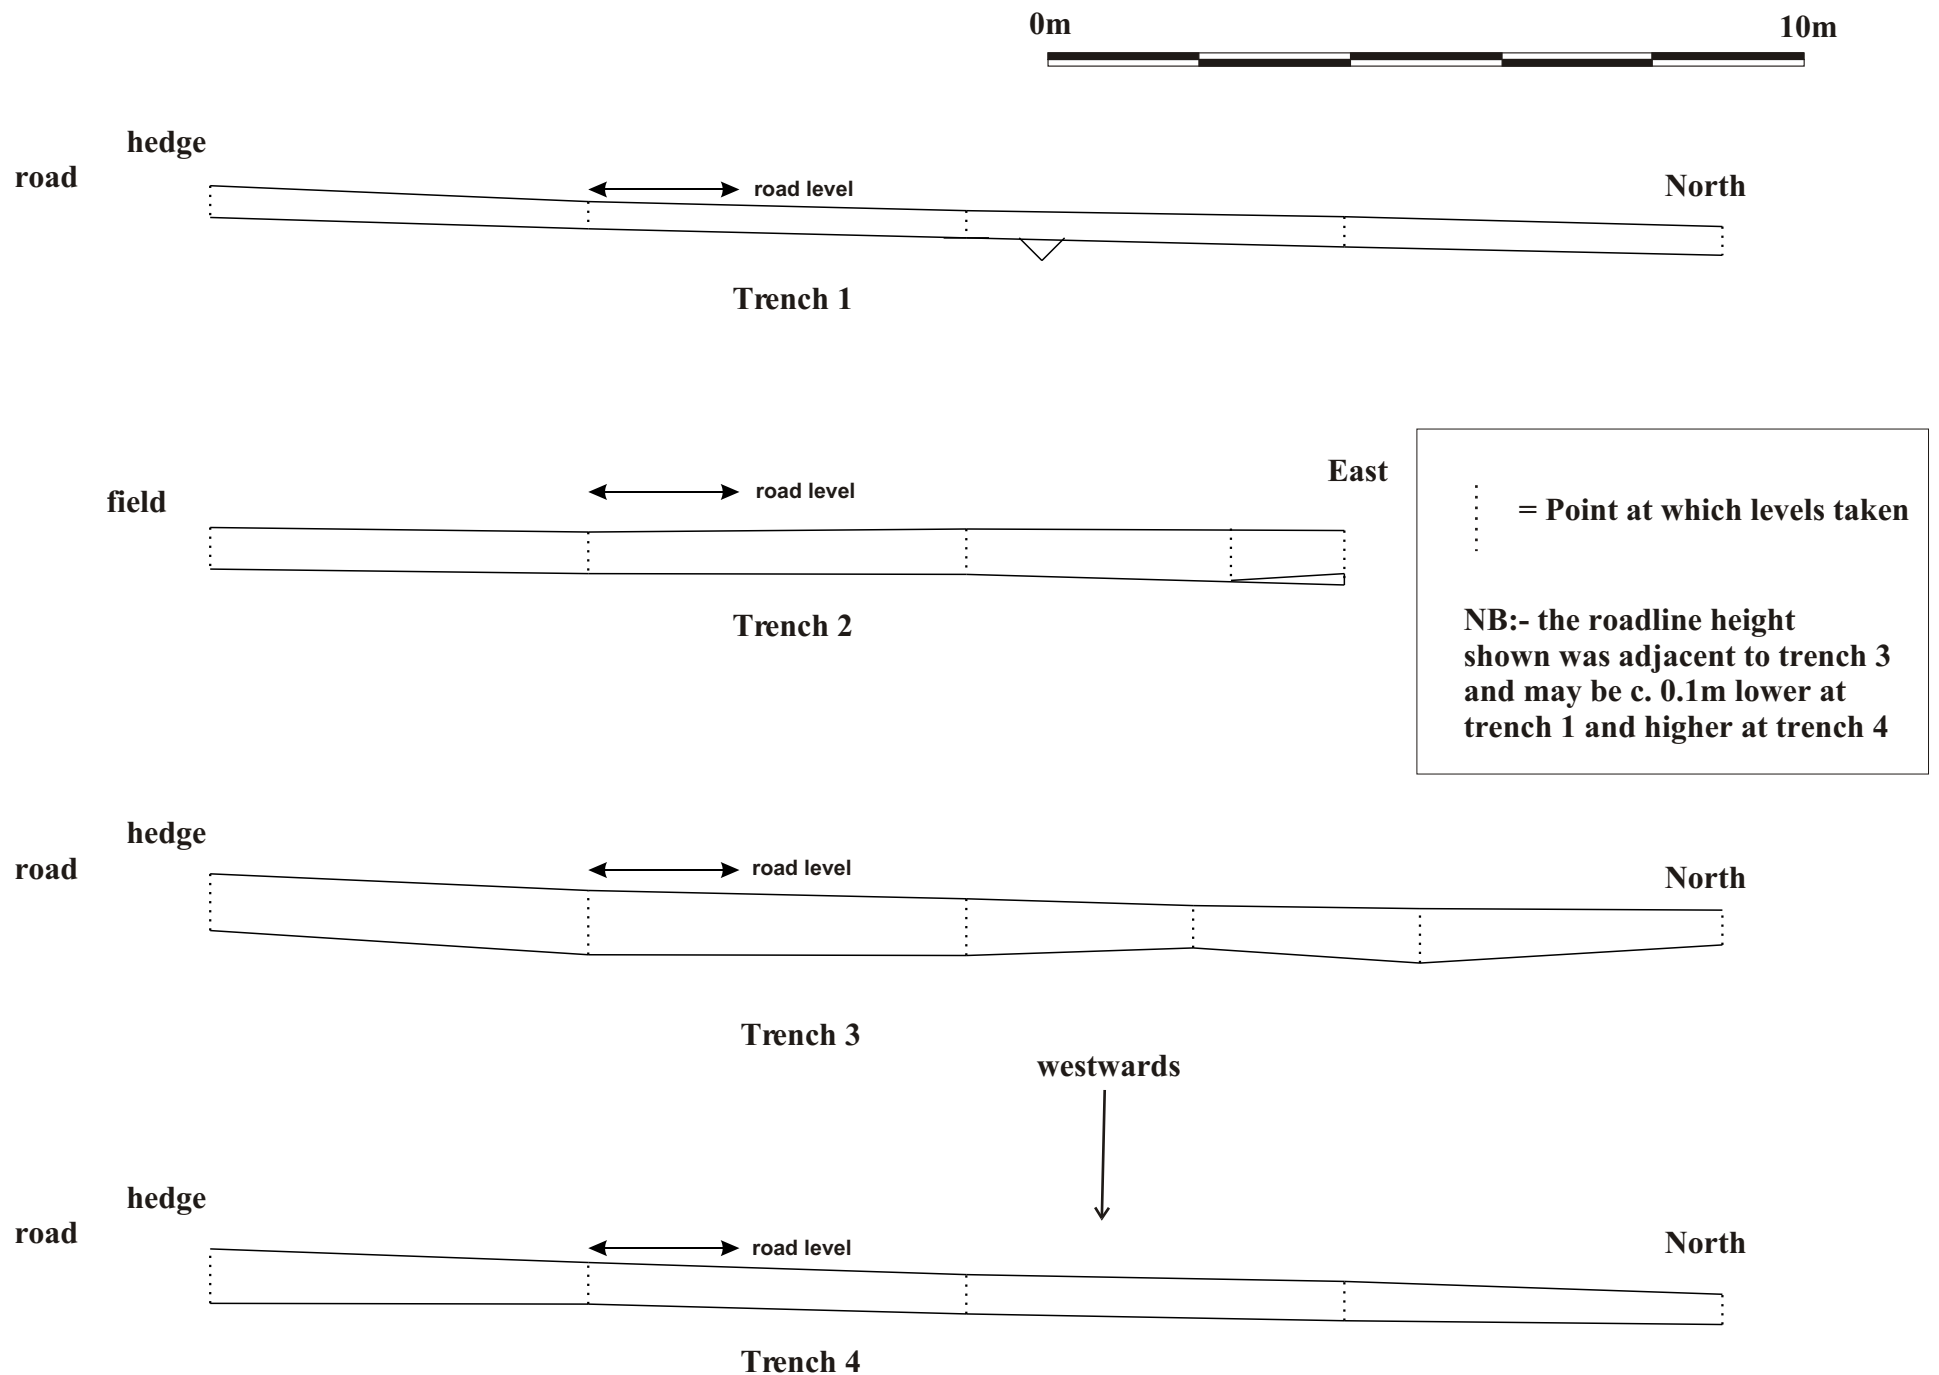 0m
10m
hedge
road
road level
North
Trench 1
field
road level
East
Trench 2
= Point at which levels taken
NB:- the roadline height
shown was adjacent to trench 3
and may be c. 0.1m lower at
trench 1 and higher at trench 4
hedge
road
road level
North
Trench 3
westwards
hedge
road
road level
North
Trench 4